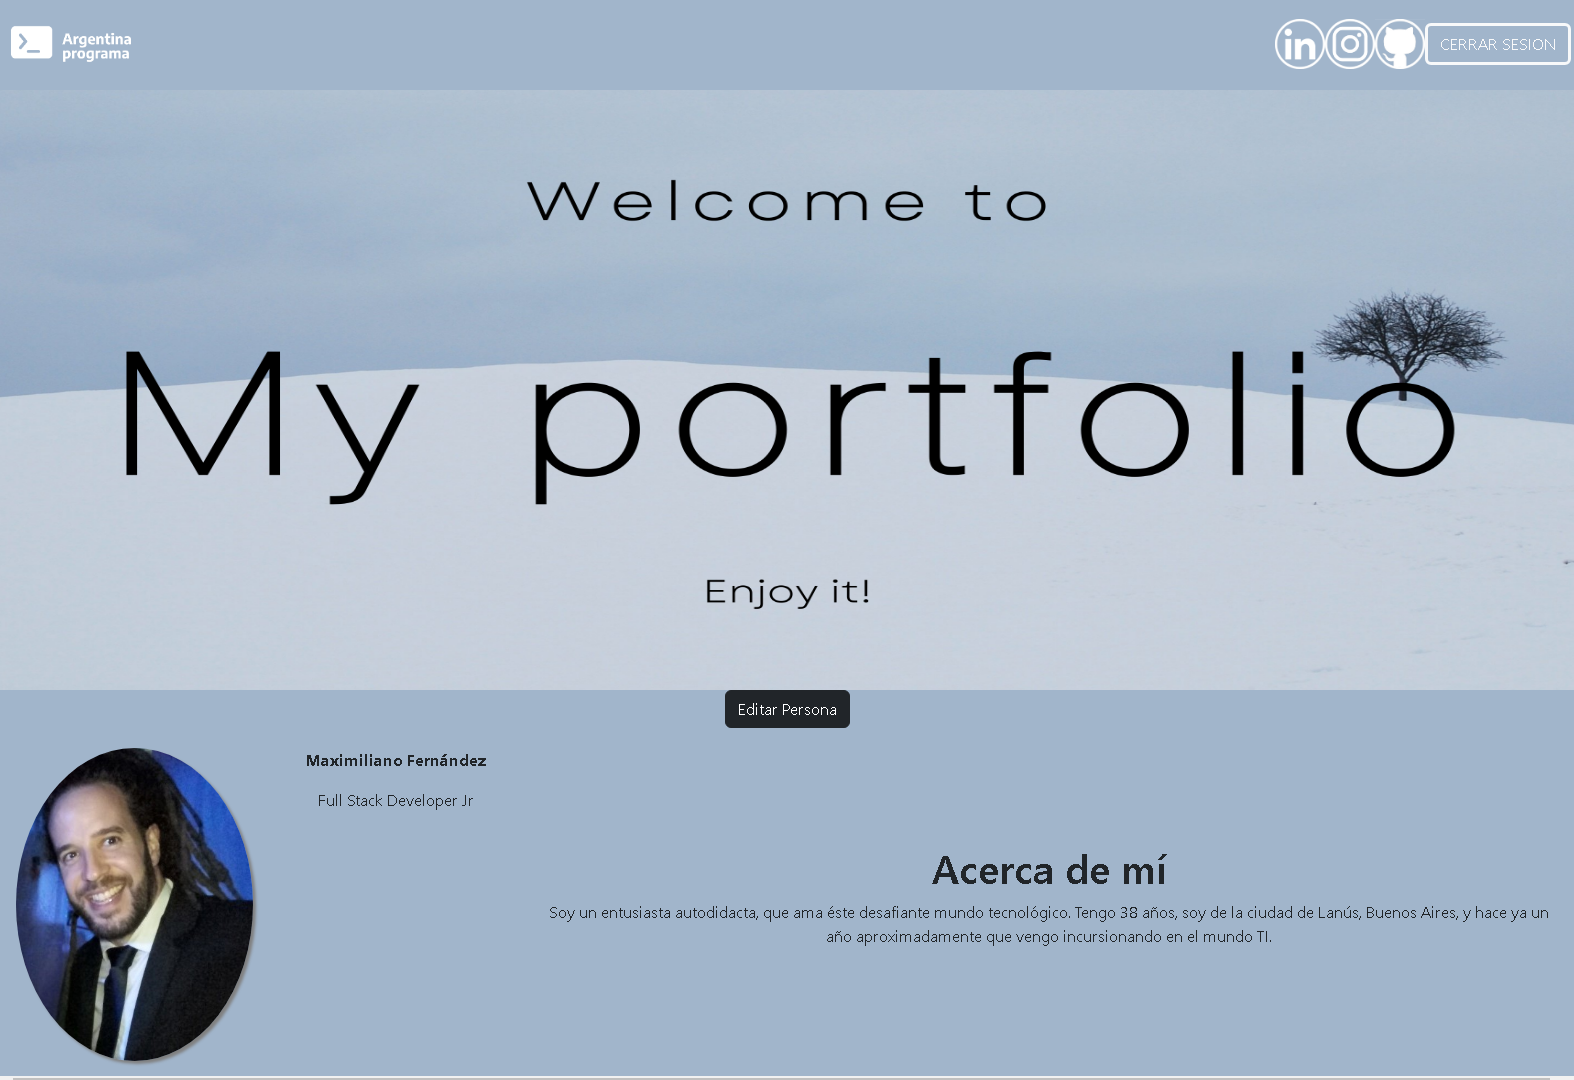 Argentina
programa
CERRAR SESION
Welcome to
My portfolio
Enjoy it!
Editar Persona
Maximiliano Fernández
Full Stack Developer Jr
Acerca de mí
Soy un entusiasta autodidacta, que ama éste desafiante mundo tecnológico. Tengo 38 años, soy de la ciudad de Lanús, Buenos Aires, y hace ya un
año aproximadamente que vengo incursionando en el mundo TI.